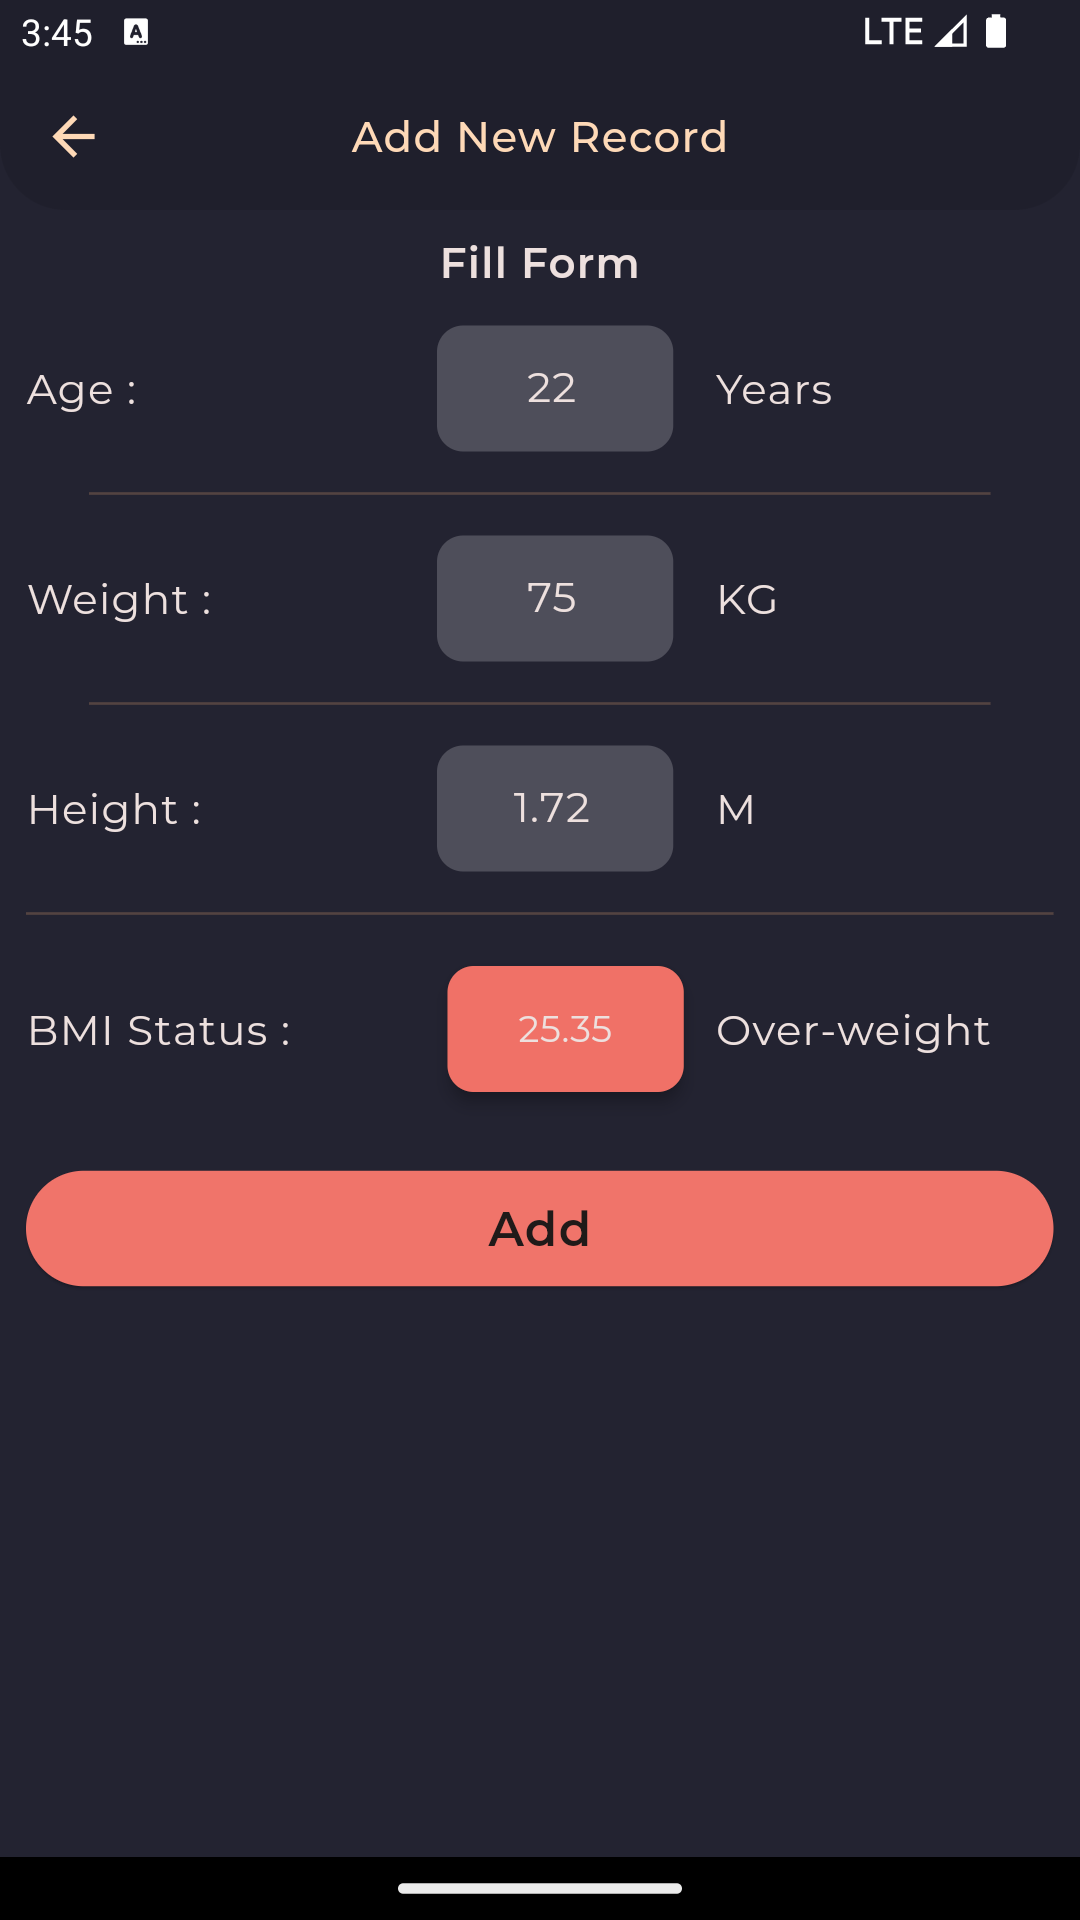 3:45 A LTE
Add New Record
Fill Form
Age : 22 Years
Weight : 75 KG
Height : 1.72 M
BMI Status : 25.35 Over-weight
Add